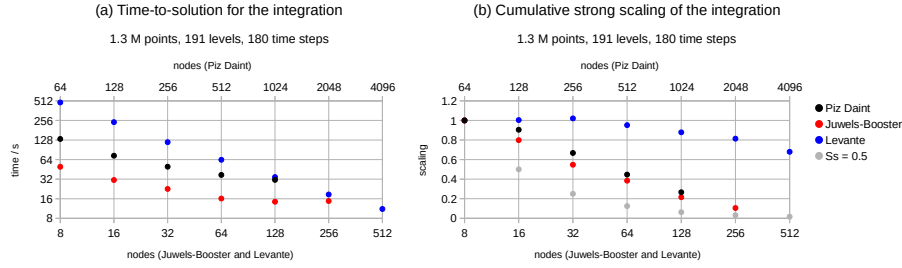 (a) Time-to-solution for the integration
1.3 M points, 191 levels, 180 time steps
nodes (Piz Daint)
64 128 256 512 1024 2048 4096
512
256
128
64
32
16
8
time / s
8 16 32 64 128 256 512
nodes (Juwels-Booster and Levante)
(b) Cumulative strong scaling of the integration
1.3 M points, 191 levels, 180 time steps
nodes (Piz Daint)
64 128 256 512 1024 2048 4096
1.2
1
0.8
0.6
0.4
0.2
0
scaling
8 16 32 64 128 256 512
nodes (Juwels-Booster and Levante)
Piz Daint
Juwels-Booster
Levante
Ss = 0.5